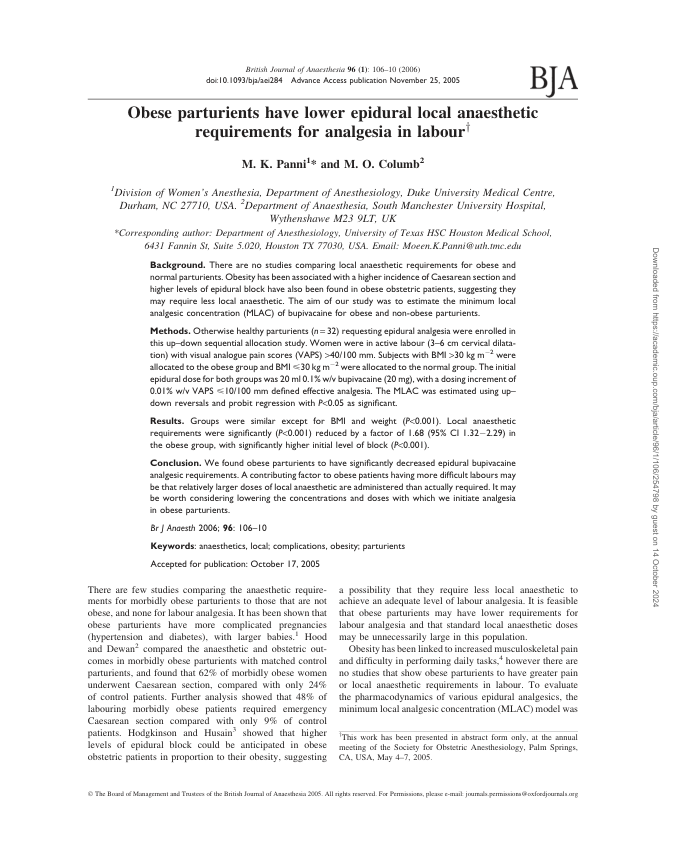 British Journal of Anaesthesia 96 (1): 106–10 (2006)
doi:10.1093/bja/aei284 Advance Access publication November 25, 2005
BJA
Obese parturients have lower epidural local anaesthetic
requirements for analgesia in labour†
M. K. Panni1* and M. O. Columb2
1Division of Women's Anesthesia, Department of Anesthesiology, Duke University Medical Centre,
Durham, NC 27710, USA. 2Department of Anaesthesia, South Manchester University Hospital,
Wythenshawe M23 9LT, UK
*Corresponding author: Department of Anesthesiology, University of Texas HSC Houston Medical School,
6431 Fannin St, Suite 5.020, Houston TX 77030, USA. Email: Moeen.K.Panni@uth.tmc.edu
Background. There are no studies comparing local anaesthetic requirements for obese and
normal parturients. Obesity has been associated with a higher incidence of Caesarean section and
higher levels of epidural block have also been found in obese obstetric patients, suggesting they
may require less local anaesthetic. The aim of our study was to estimate the minimum local
analgesic concentration (MLAC) of bupivacaine for obese and non-obese parturients.
Methods. Otherwise healthy parturients (n=32) requesting epidural analgesia were enrolled in
this up–down sequential allocation study. Women were in active labour (3–6 cm cervical dilata-
tion) with visual analogue pain scores (VAPS) >40/100 mm. Subjects with BMI >30 kg m−2 were
allocated to the obese group and BMI ≤30 kg m−2 were allocated to the normal group. The initial
epidural dose for both groups was 20 ml 0.1% w/v bupivacaine (20 mg), with a dosing increment of
0.01% w/v VAPS ≤10/100 mm defined effective analgesia. The MLAC was estimated using up–
down reversals and probit regression with P<0.05 as significant.
Results. Groups were similar except for BMI and weight (P<0.001). Local anaesthetic
requirements were significantly (P<0.001) reduced by a factor of 1.68 (95% CI 1.32–2.29) in
the obese group, with significantly higher initial level of block (P<0.001).
Conclusion. We found obese parturients to have significantly decreased epidural bupivacaine
analgesic requirements. A contributing factor to obese patients having more difficult labours may
be that relatively larger doses of local anaesthetic are administered than actually required. It may
be worth considering lowering the concentrations and doses with which we initiate analgesia
in obese parturients.
Br J Anaesth 2006; 96: 106–10
Keywords: anaesthetics, local; complications, obesity; parturients
Accepted for publication: October 17, 2005
There are few studies comparing the anaesthetic require-
ments for morbidly obese parturients to those that are not
obese, and none for labour analgesia. It has been shown that
obese parturients have more complicated pregnancies
(hypertension and diabetes), with larger babies.1 Hood
and Dewan2 compared the anaesthetic and obstetric out-
comes in morbidly obese parturients with matched control
parturients, and found that 62% of morbidly obese women
underwent Caesarean section, compared with only 24%
of control patients. Further analysis showed that 48% of
labouring morbidly obese patients required emergency
Caesarean section compared with only 9% of control
patients. Hodgkinson and Husain3 showed that higher
levels of epidural block could be anticipated in obese
obstetric patients in proportion to their obesity, suggesting
a possibility that they require less local anaesthetic to
achieve an adequate level of labour analgesia. It is feasible
that obese parturients may have lower requirements for
labour analgesia and that standard local anaesthetic doses
may be unnecessarily large in this population.
Obesity has been linked to increased musculoskeletal pain
and difficulty in performing daily tasks,4 however there are
no studies that show obese parturients to have greater pain
or local anaesthetic requirements in labour. To evaluate
the pharmacodynamics of various epidural analgesics, the
minimum local analgesic concentration (MLAC) model was
†This work has been presented in abstract form only, at the annual
meeting of the Society for Obstetric Anesthesiology, Palm Springs,
CA, USA, May 4–7, 2005.
© The Board of Management and Trustees of the British Journal of Anaesthesia 2005. All rights reserved. For Permissions, please e-mail: journals.permissions@oxfordjournals.org
Downloaded from https://academic.oup.com/bja/article/96/1/106/254798 by guest on 14 October 2024